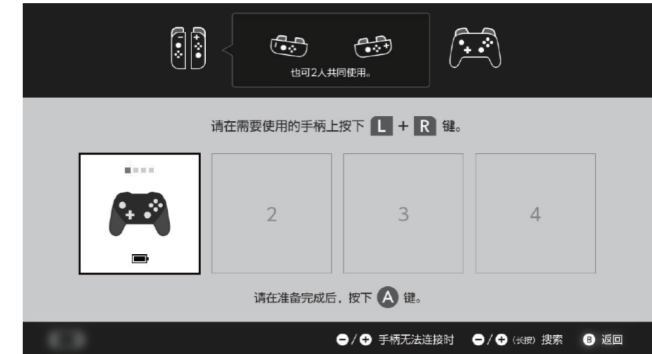 也可2人共同使用。
请在需要使用的手柄上按下 L + R 键。
2 3 4
请在准备完成后，按下 A 键。
⊖/⊕ 手柄无法连接时 ⊖/⊕ (长按) 搜索 B 返回